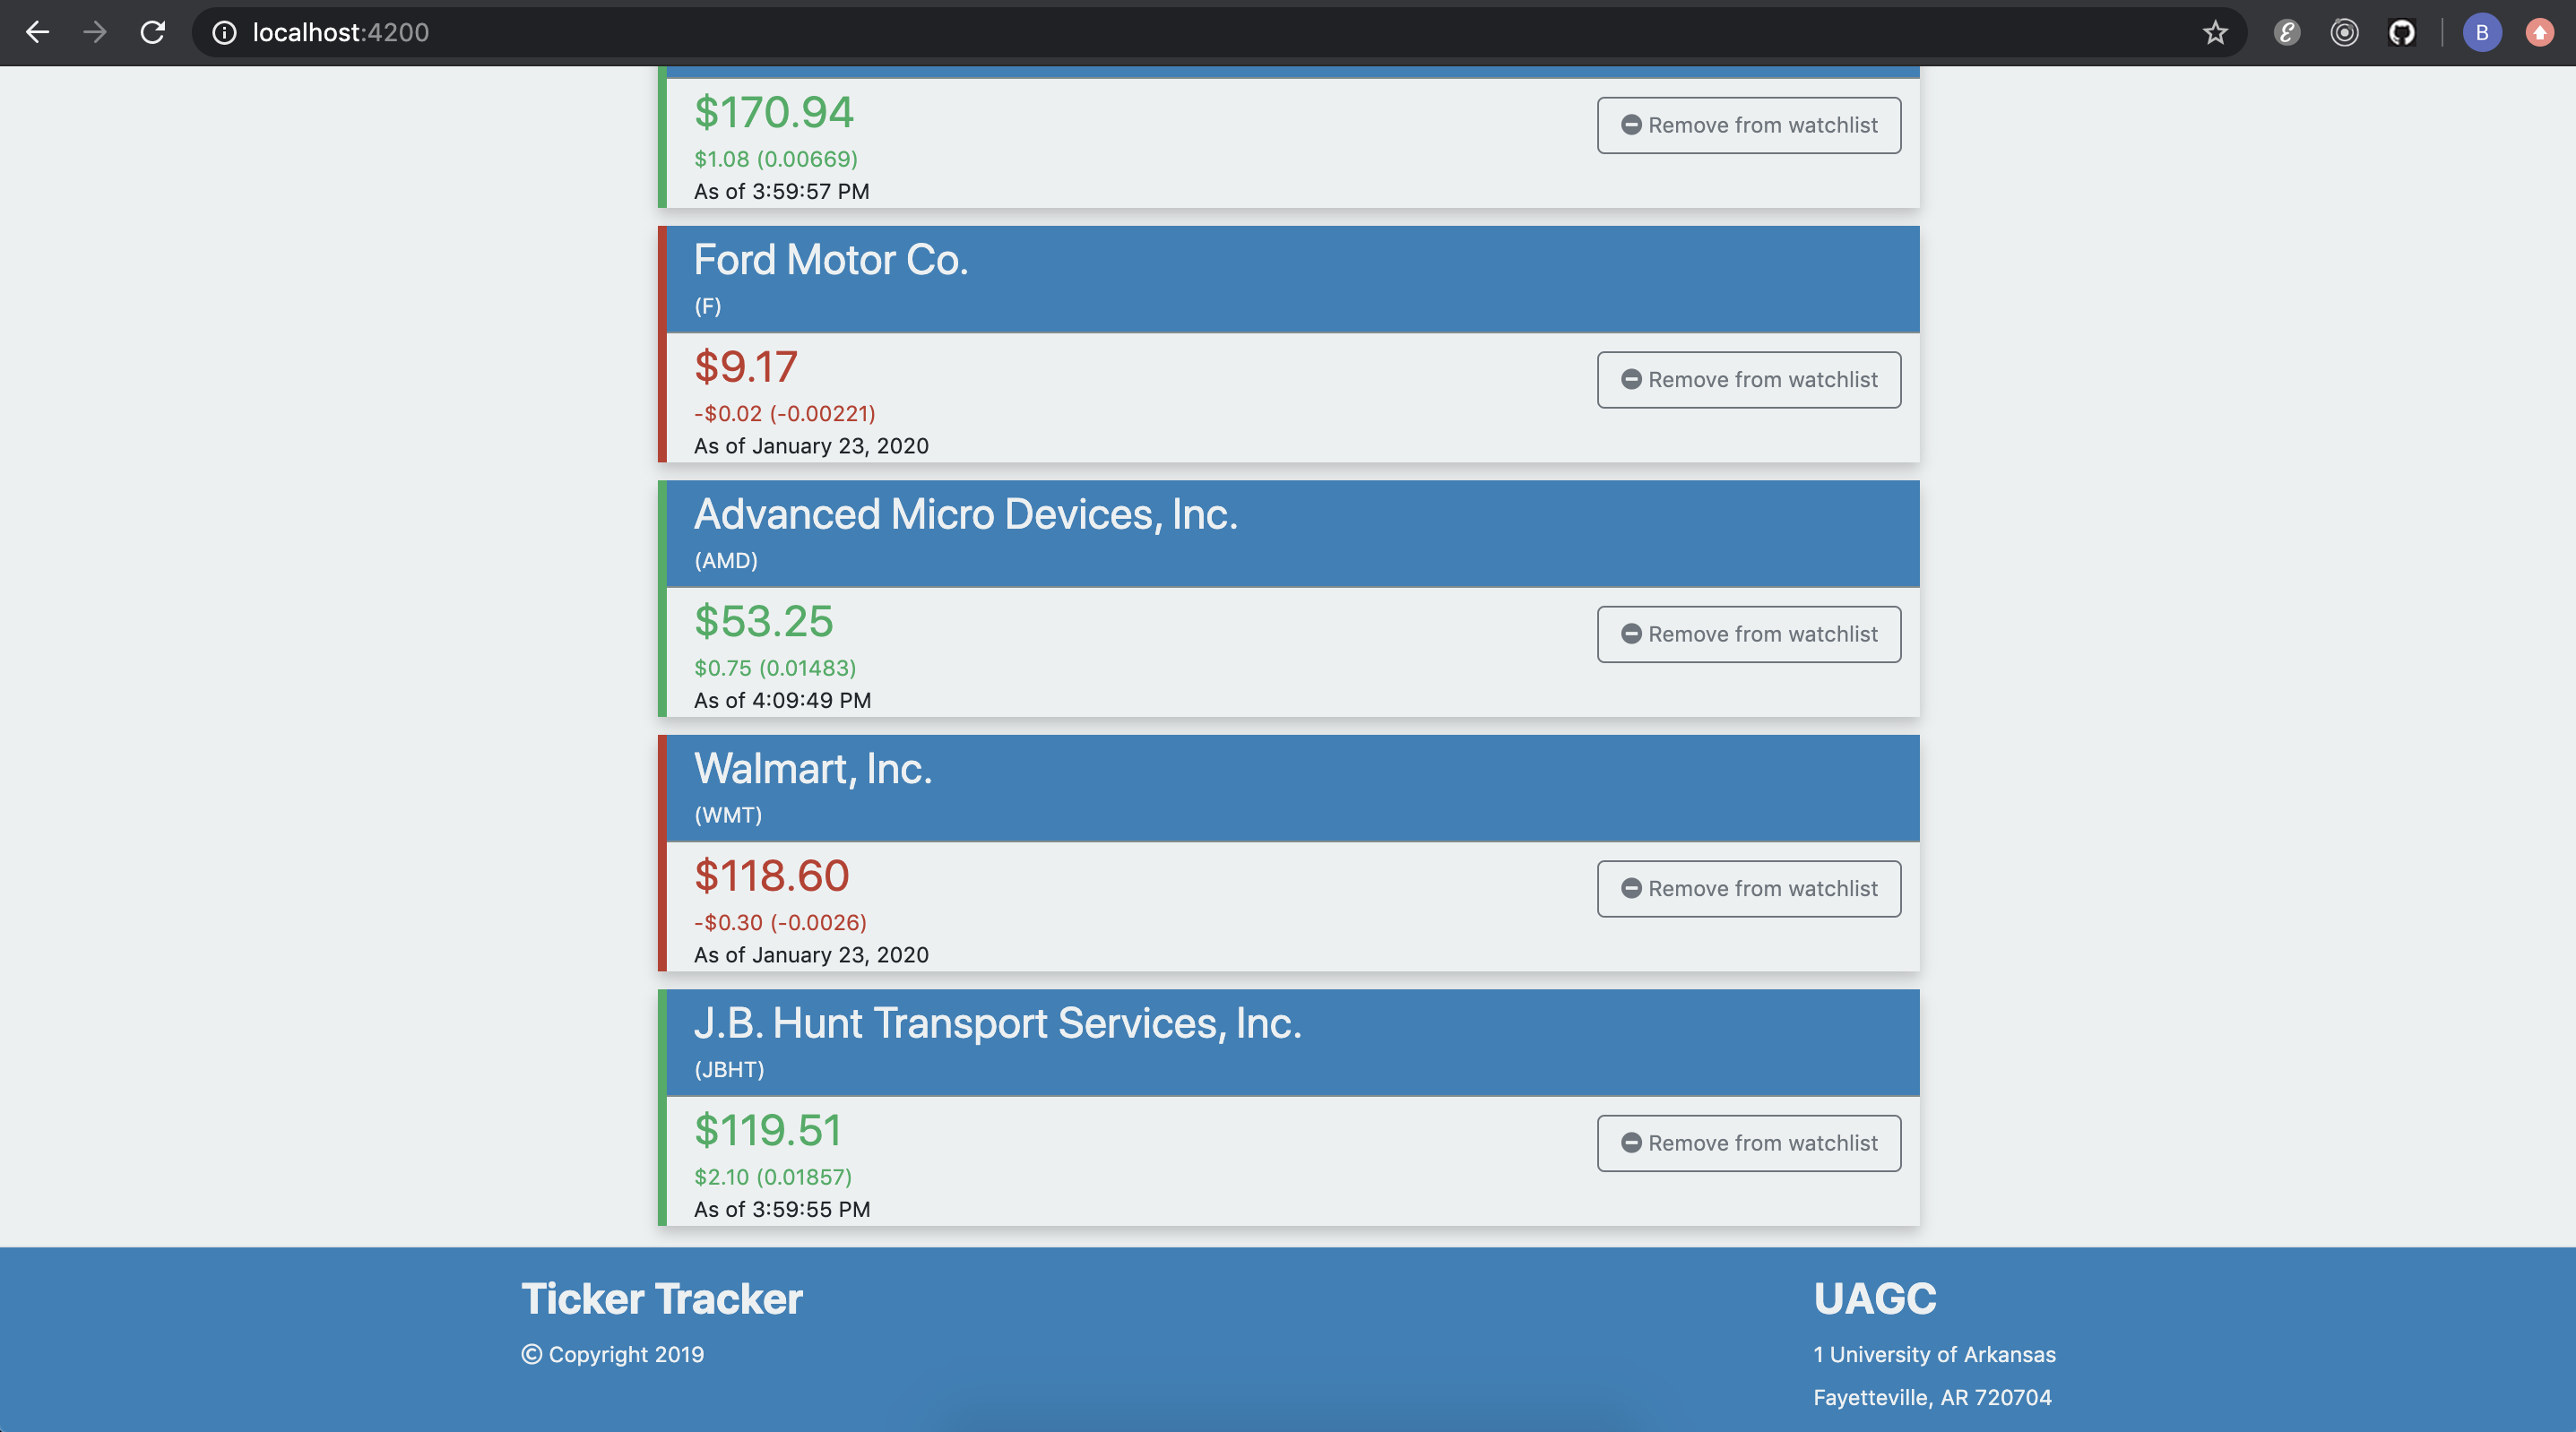 localhost:4200
B
$170.94
Remove from watchlist
$1.08 (0.00669)
As of 3:59:57 PM
Ford Motor Co.
(F)
$9.17
Remove from watchlist
-$0.02 (-0.00221)
As of January 23, 2020
Advanced Micro Devices, Inc.
(AMD)
$53.25
Remove from watchlist
$0.75 (0.01483)
As of 4:09:49 PM
Walmart, Inc.
(WMT)
$118.60
Remove from watchlist
-$0.30 (-0.0026)
As of January 23, 2020
J.B. Hunt Transport Services, Inc.
(JBHT)
$119.51
Remove from watchlist
$2.10 (0.01857)
As of 3:59:55 PM
Ticker Tracker
© Copyright 2019
UAGC
1 University of Arkansas
Fayetteville, AR 720704